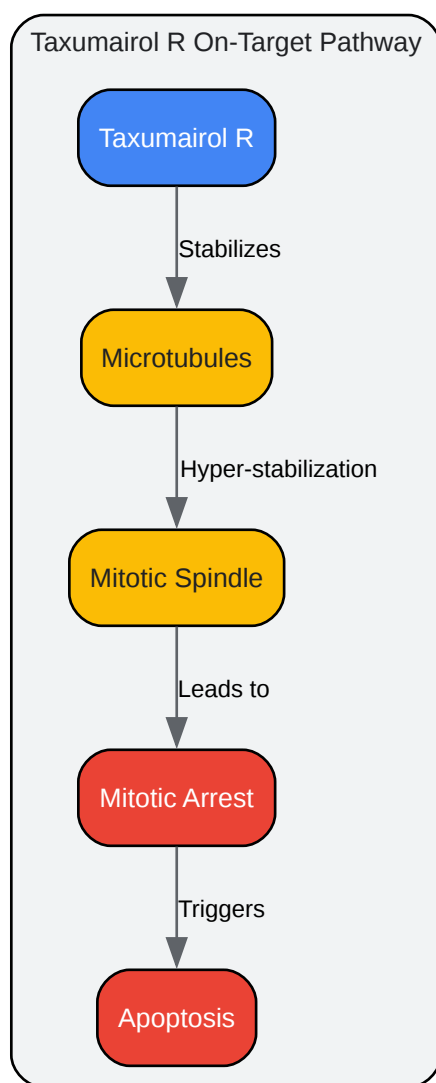 Taxumairol R On-Target Pathway
Taxumairol R
Stabilizes
Microtubules
Hyper-stabilization
Mitotic Spindle
Leads to
Mitotic Arrest
Triggers
Apoptosis